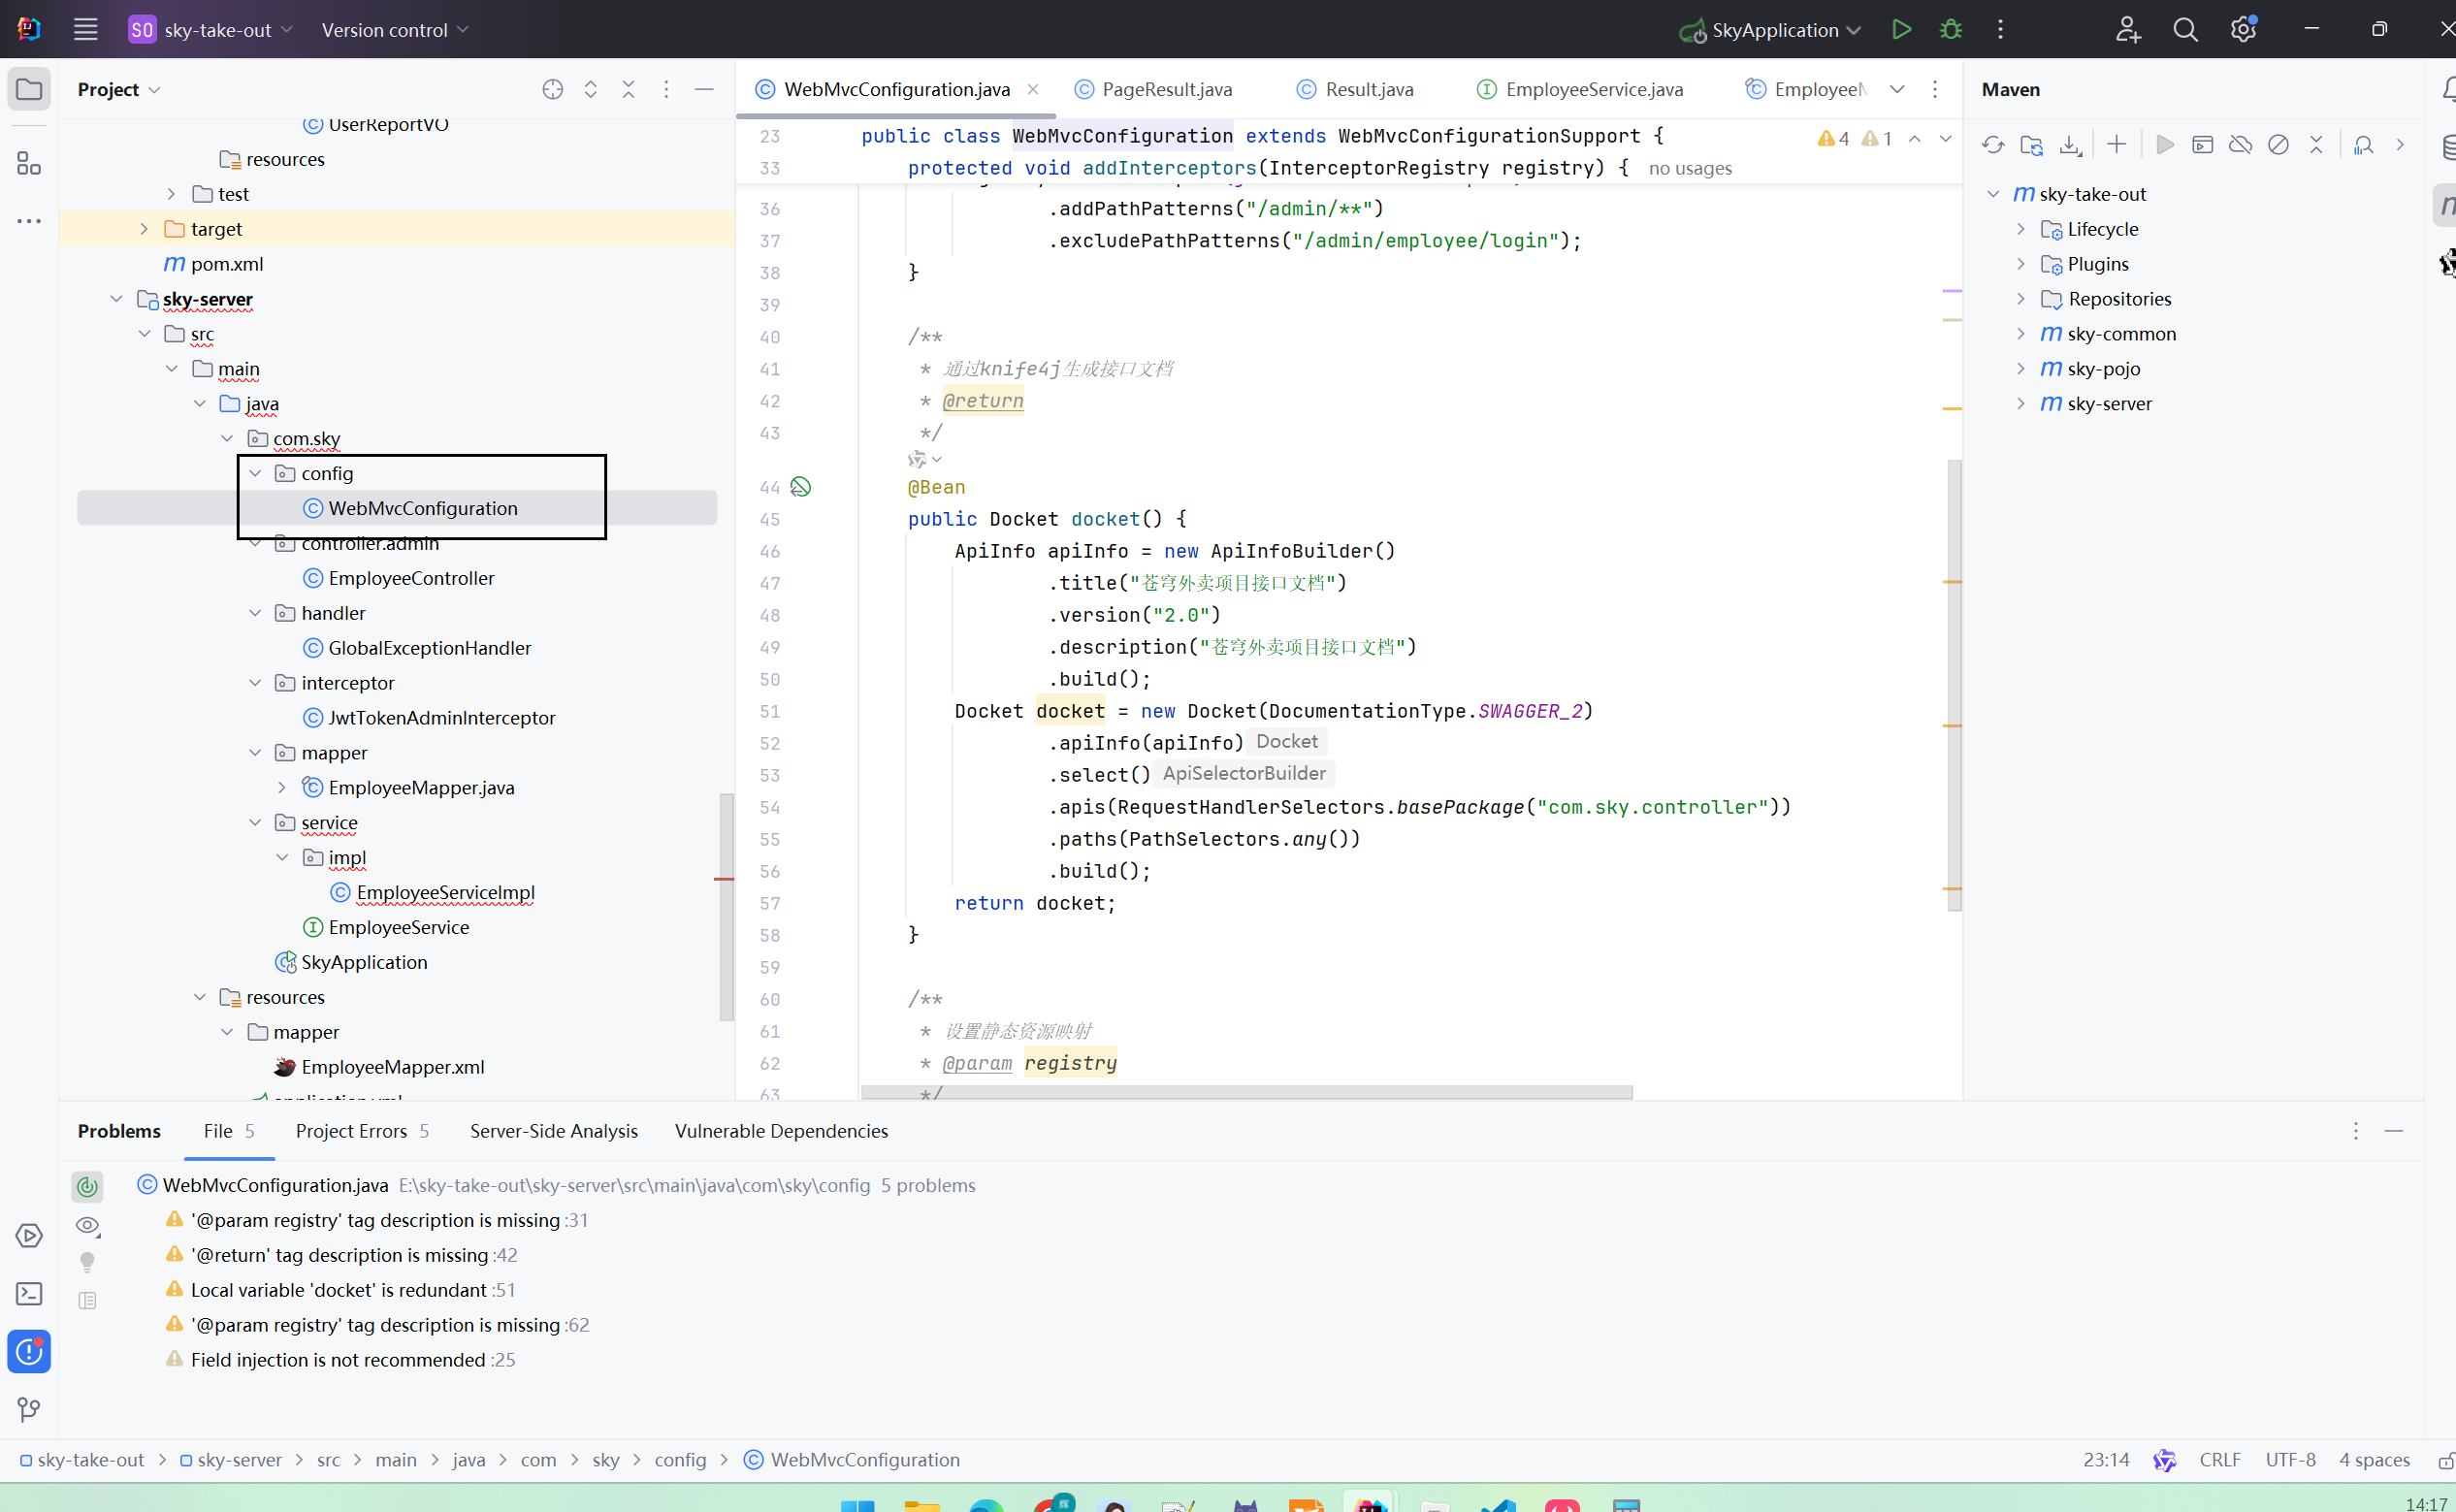 SO sky-take-out Version control SkyApplication
Project
UserReportVO
resources
test
target
pom.xml
sky-server
src
main
java
com.sky
config
WebMvcConfiguration
controller.admin
EmployeeController
handler
GlobalExceptionHandler
interceptor
JwtTokenAdminInterceptor
mapper
EmployeeMapper.java
service
impl
EmployeeServiceImpl
EmployeeService
SkyApplication
resources
mapper
EmployeeMapper.xml
WebMvcConfiguration.java PageResult.java Result.java EmployeeService.java Employee
4 1
23 public class WebMvcConfiguration extends WebMvcConfigurationSupport {
33 protected void addInterceptors(InterceptorRegistry registry) { no usages
36 .addPathPatterns("/admin/**")
37 .excludePathPatterns("/admin/employee/login");
38 }
39
40 /**
41 * 通过knife4j生成接口文档
42 * @return
43 */
44 @Bean
45 public Docket docket() {
46 ApiInfo apiInfo = new ApiInfoBuilder()
47 .title("苍穹外卖项目接口文档")
48 .version("2.0")
49 .description("苍穹外卖项目接口文档")
50 .build();
51 Docket docket = new Docket(DocumentationType.SWAGGER_2)
52 .apiInfo(apiInfo) Docket
53 .select() ApiSelectorBuilder
54 .apis(RequestHandlerSelectors.basePackage("com.sky.controller"))
55 .paths(PathSelectors.any())
56 .build();
57 return docket;
58 }
59
60 /**
61 * 设置静态资源映射
62 * @param registry
63 */
Maven
sky-take-out
Lifecycle
Plugins
Repositories
sky-common
sky-pojo
sky-server
Problems File 5 Project Errors 5 Server-Side Analysis Vulnerable Dependencies
WebMvcConfiguration.java E:\sky-take-out\sky-server\src\main\java\com\sky\config 5 problems
'@param registry' tag description is missing :31
'@return' tag description is missing :42
Local variable 'docket' is redundant :51
'@param registry' tag description is missing :62
Field injection is not recommended :25
sky-take-out > sky-server > src > main > java > com > sky > config > WebMvcConfiguration 23:14 CRLF UTF-8 4 spaces
14:17